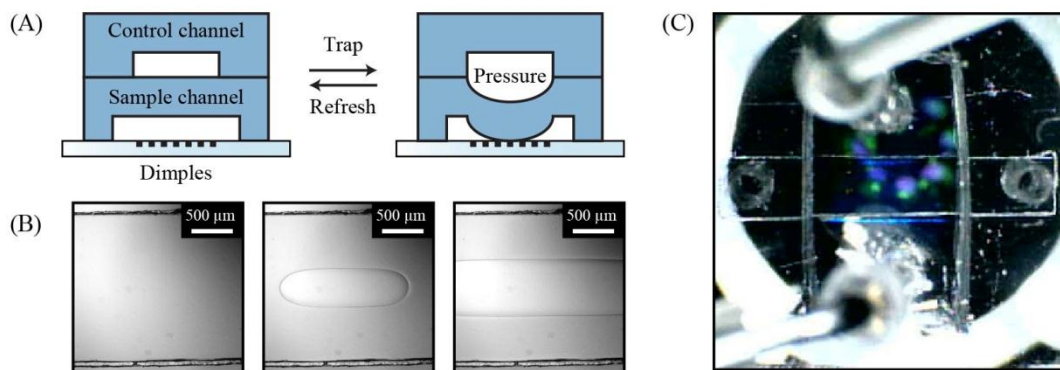 (A)
Control channel
Sample channel
Trap
Refresh
Pressure
Dimples
(B)
500 µm
500 µm
500 µm
(C)